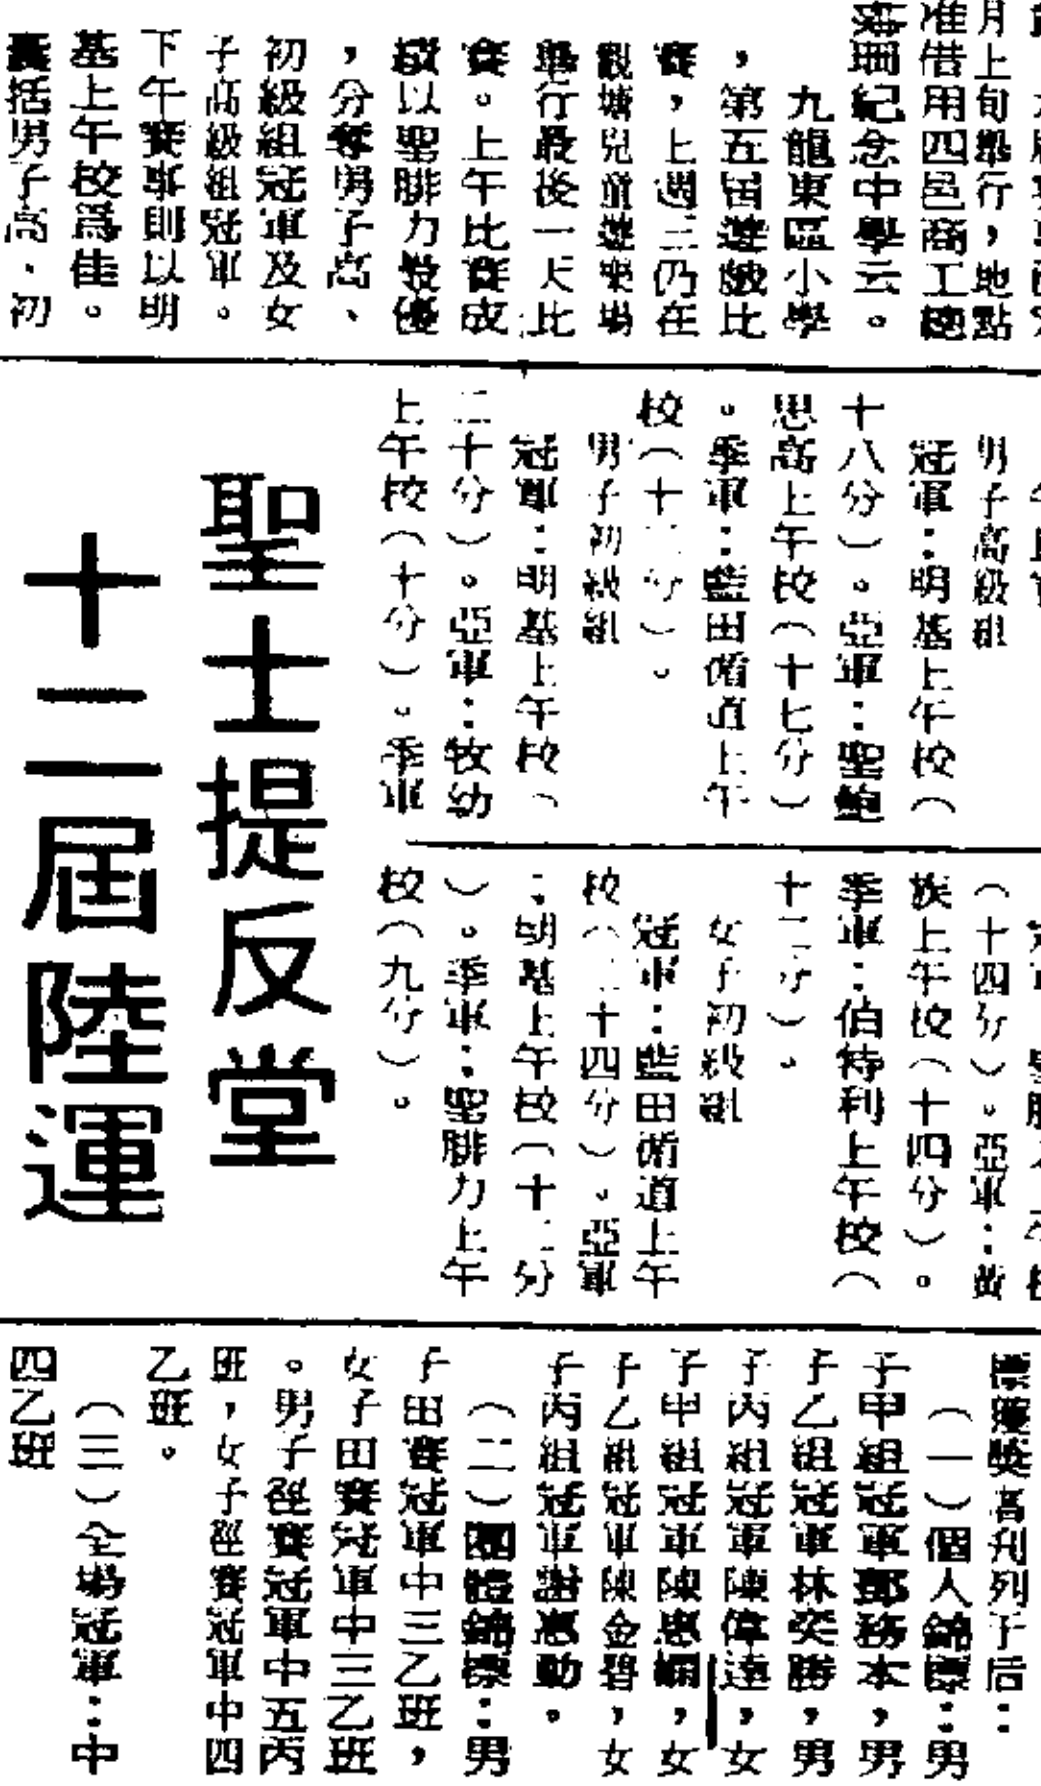 月上旬舉行，地點
准借用四邑商工總
珊紀念中學云。
九龍東區小學
，第五屆遊戲比
賽，上週三仍在
觀塘兒童遊樂場
舉行最後一天比
賽。上午比賽成
績以聖腓力最優
，分奪男子高、
初級組冠軍及女
子高級組冠軍。
下午賽事則以明
基上午校爲佳。
囊括男子高、初
男子高級組
冠軍：明基上午校（
十八分）。亞軍：聖鮑
思高上午校（十七分）
。季軍：藍田循道上午
校（十二分）。
男子初級組
冠軍：明基上午校（
二十分）。亞軍：牧幼
上午校（十分）。季軍
（十四分）。亞軍：黃
族上午校（十四分）。
季軍：伯特利上午校（
十二分）。
女子初級組
冠軍：藍田循道上午
校（二十四分）。亞軍
：明基上午校（十二分
）。季軍：聖腓力上午
校（九分）。
聖士提反堂
十二屆陸運
標獲獎者列于后：
（一）個人錦標：男
子甲組冠軍鄧務本，男
子乙組冠軍林奕勝，男
子丙組冠軍陳偉達，女
子甲組冠軍陳惠嫻，女
子乙組冠軍陳金碧，女
子丙組冠軍謝惠勤。
（二）團體錦標：男
子田賽冠軍中三乙班，
女子田賽冠軍中三乙班
。男子徑賽冠軍中五丙
班，女子徑賽冠軍中四
乙班。
（三）全場冠軍：中
四乙班